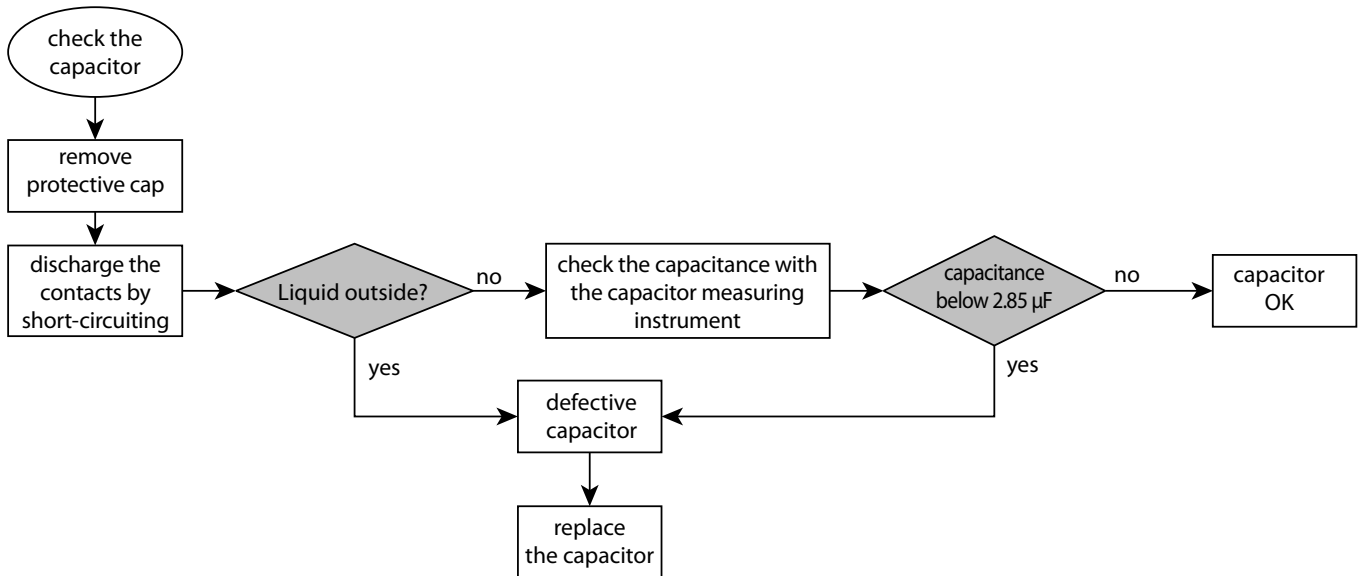 check the
capacitor
remove
protective cap
discharge the
contacts by
short-circuiting
Liquid outside?
no
yes
check the capacitance with
the capacitor measuring
instrument
capacitance
below 2.85 µF
no
yes
capacitor
OK
defective
capacitor
replace
the capacitor